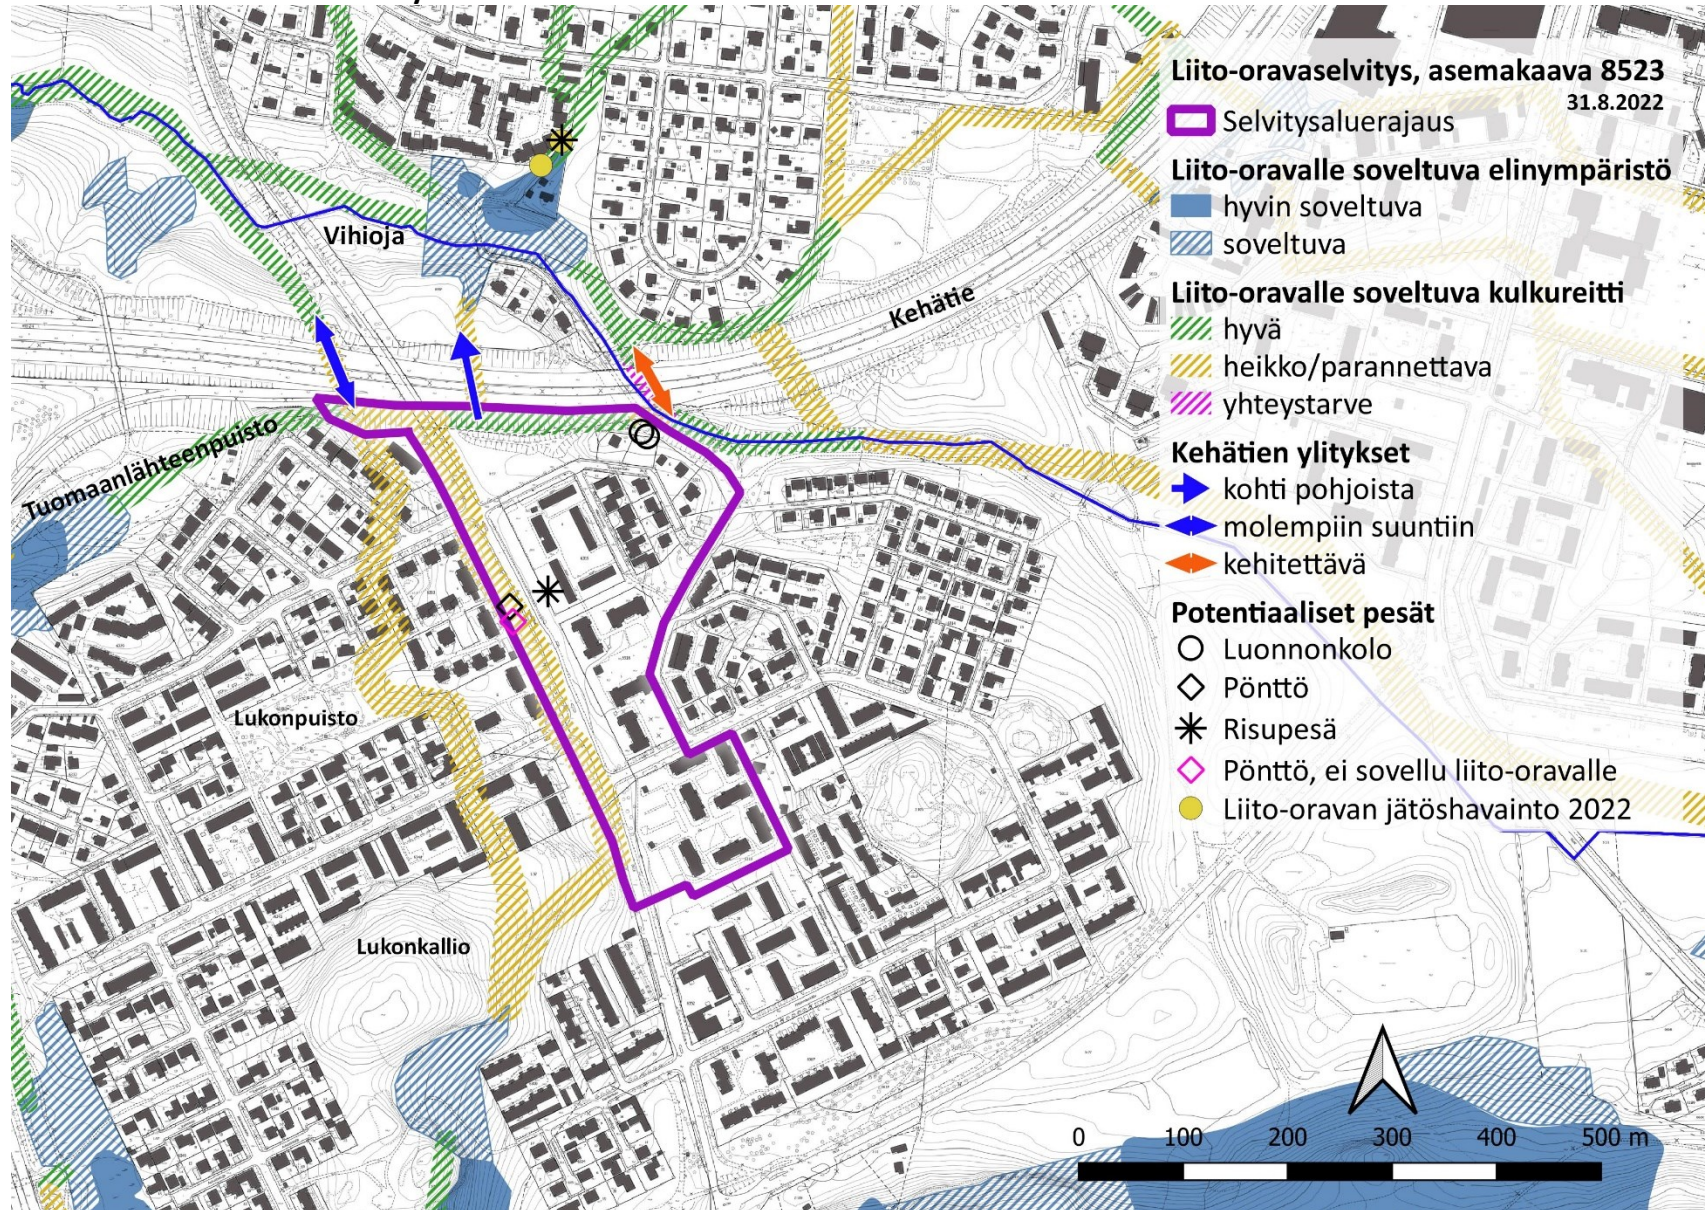 Liito-oravaselvitys, asemakaava 8523
31.8.2022
Selvitysaluerajaus
Liito-oravalle soveltuva elinympäristö
hyvin soveltuva
soveltuva
Liito-oravalle soveltuva kulkureitti
hyvä
heikko/parannettava
yhteystarve
Kehätien ylitykset
kohti pohjoista
molempiin suuntiin
kehitettävä
Potentiaaliset pesät
Luonnonkolo
Pönttö
Risupesä
Pönttö, ei sovellu liito-oravalle
Liito-oravan jätöshavainto 2022
Vihioja
Kehätie
Tuomaanlähteenpuisto
Lukonpuisto
Lukonkallio
0 100 200 300 400 500 m